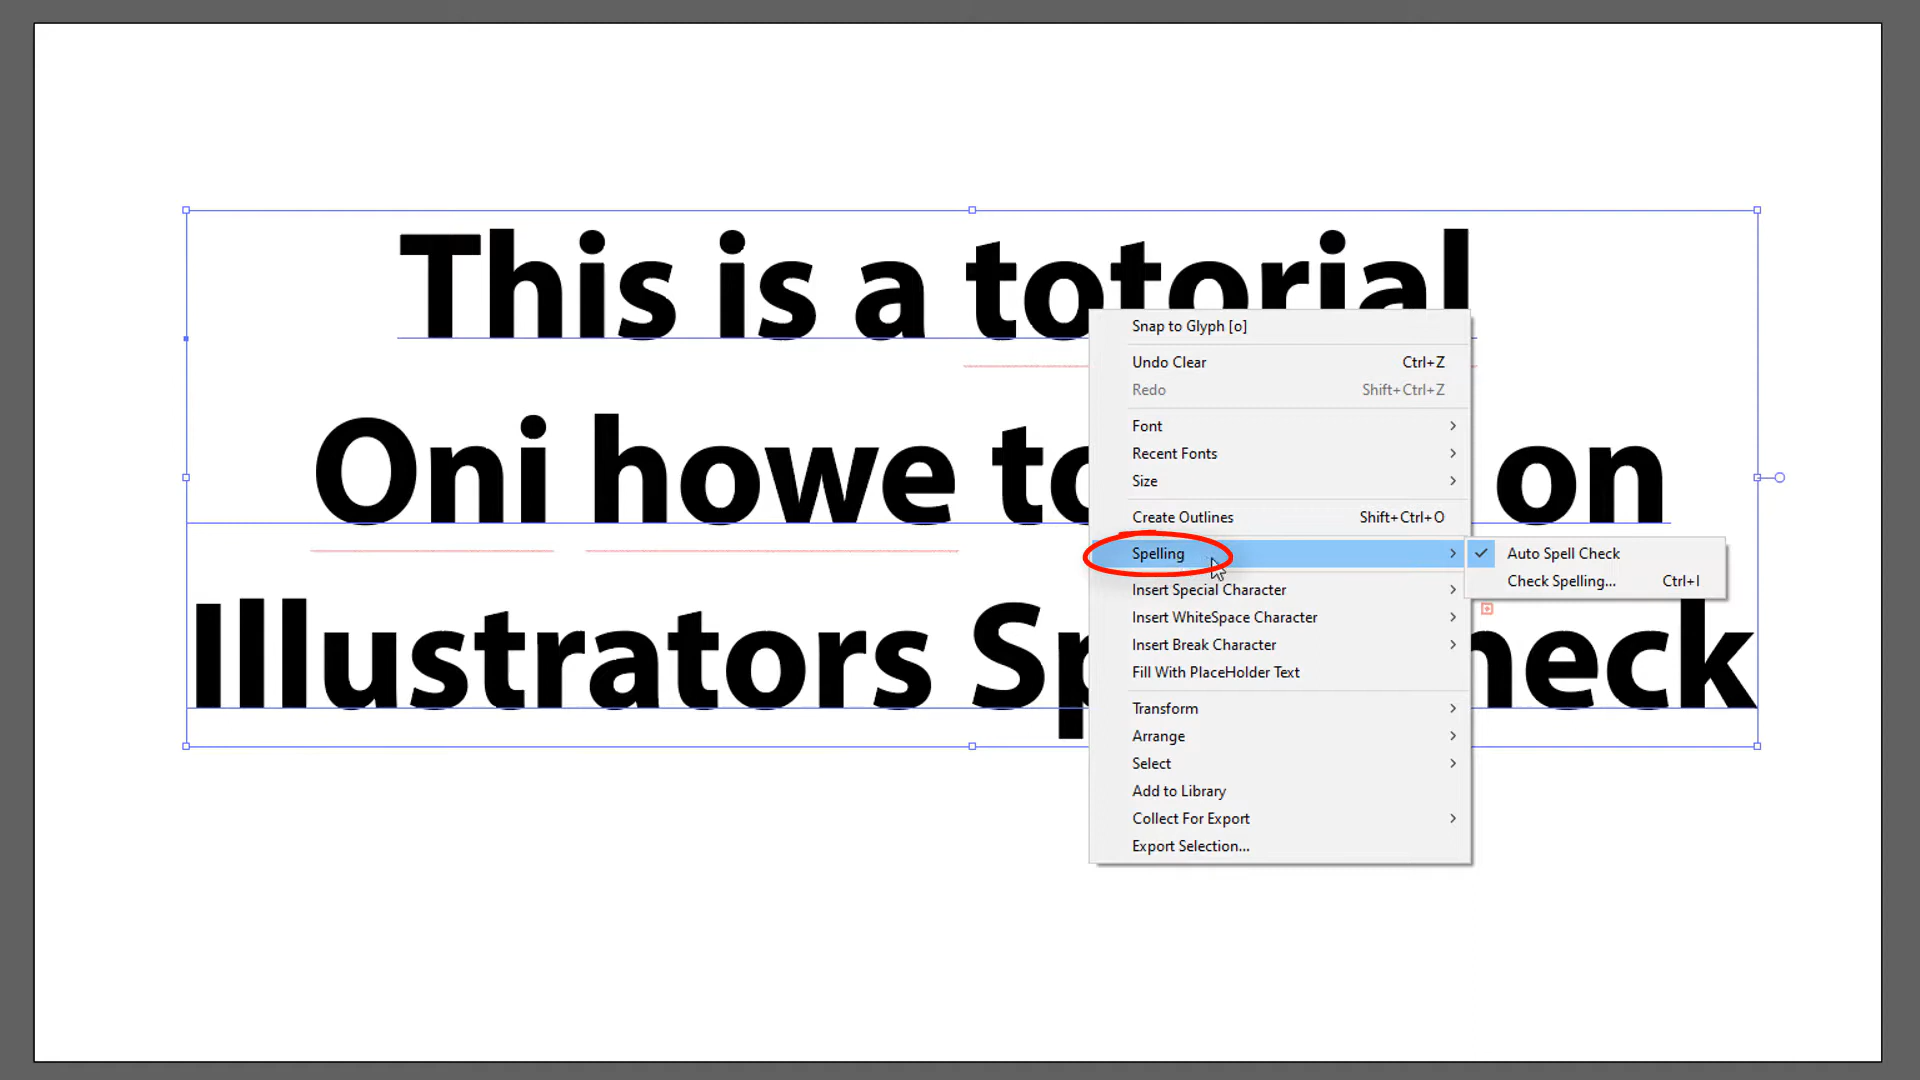 This is a totorial
Oni howe to on
Illustrators check
Snap to Glyph [o]
Undo Clear Ctrl+Z
Redo Shift+Ctrl+Z
Font
Recent Fonts
Size
Create Outlines Shift+Ctrl+O
Spelling
Auto Spell Check
Check Spelling... Ctrl+I
Insert Special Character
Insert WhiteSpace Character
Insert Break Character
Fill With PlaceHolder Text
Transform
Arrange
Select
Add to Library
Collect For Export
Export Selection...